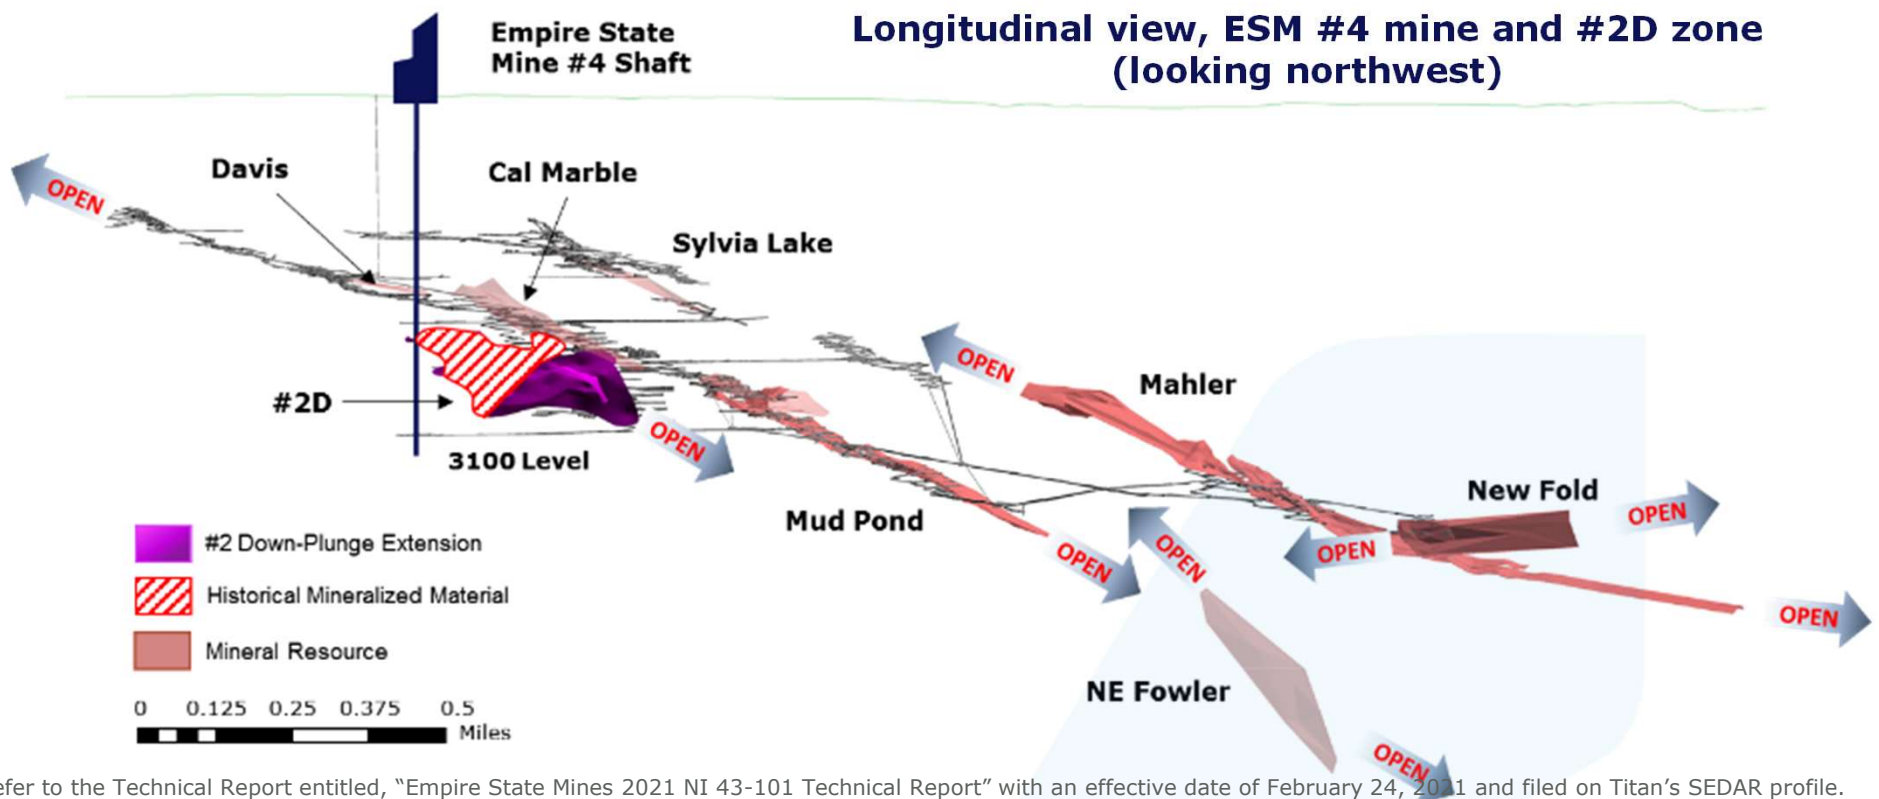 Longitudinal view, ESM #4 mine and #2D zone
(looking northwest)
Empire State
Mine #4 Shaft
OPEN
Davis
Cal Marble
Sylvia Lake
OPEN
Mahler
#2D
OPEN
3100 Level
Mud Pond
New Fold
OPEN
OPEN
OPEN
OPEN
OPEN
NE Fowler
OPEN
#2 Down-Plunge Extension
Historical Mineralized Material
Mineral Resource
0 0.125 0.25 0.375 0.5
Miles
efer to the Technical Report entitled, “Empire State Mines 2021 NI 43-101 Technical Report” with an effective date of February 24, 2021 and filed on Titan’s SEDAR profile.